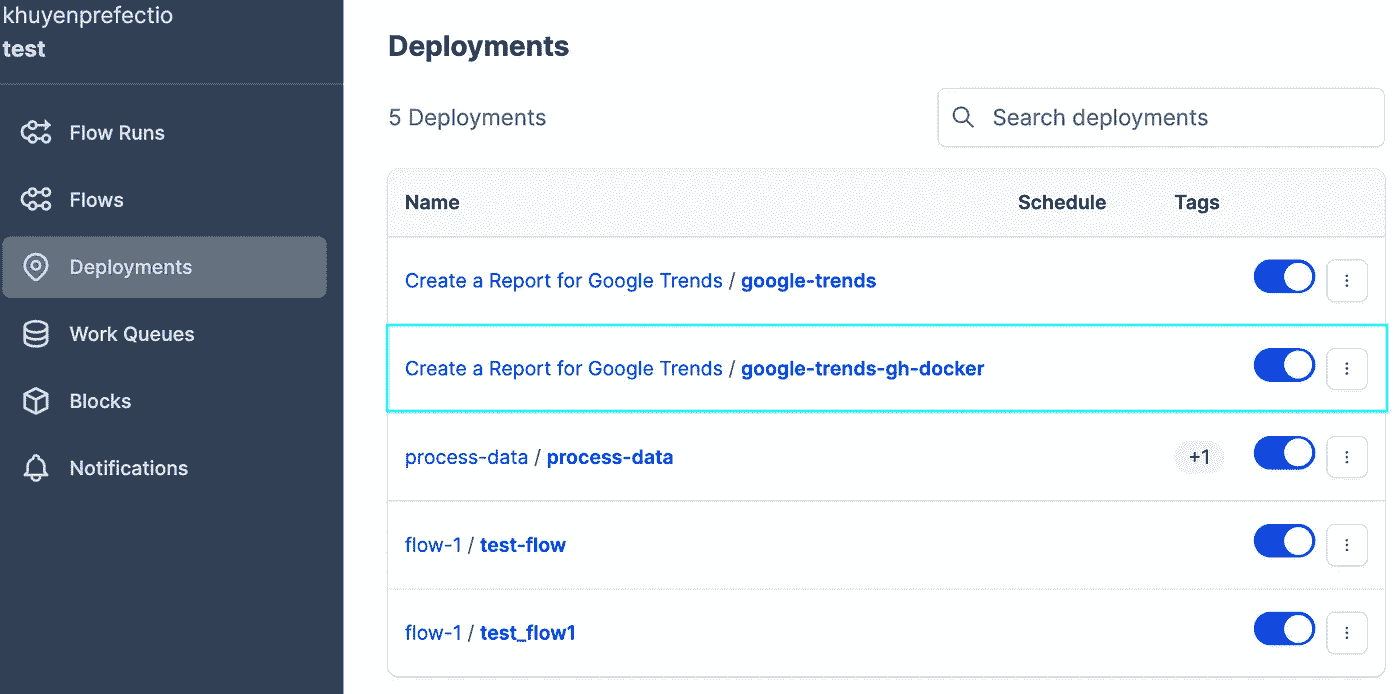 khuyenprefectio
test
Flow Runs
Flows
Deployments
Work Queues
Blocks
Notifications
Deployments
5 Deployments
Search deployments
Name Schedule Tags
Create a Report for Google Trends / google-trends
Create a Report for Google Trends / google-trends-gh-docker
process-data / process-data +1
flow-1 / test-flow
flow-1 / test_flow1